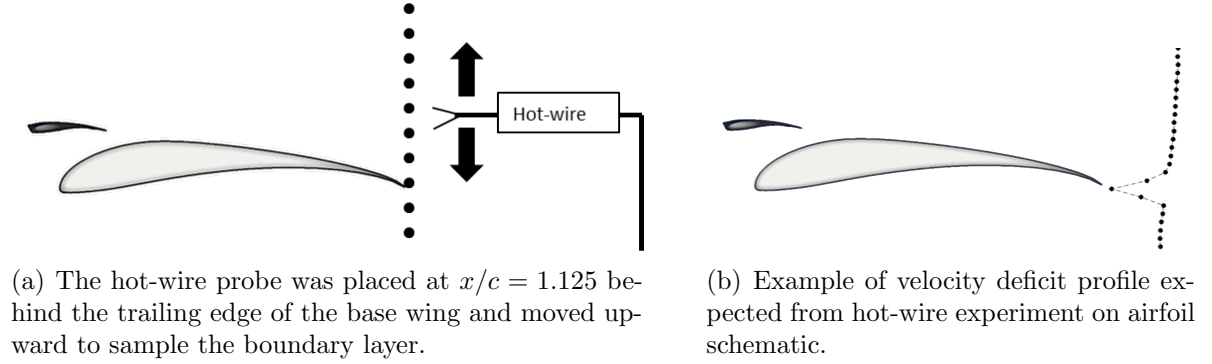 Hot-wire
(a) The hot-wire probe was placed at x/c = 1.125 be-
hind the trailing edge of the base wing and moved up-
ward to sample the boundary layer.
(b) Example of velocity deficit profile ex-
pected from hot-wire experiment on airfoil
schematic.